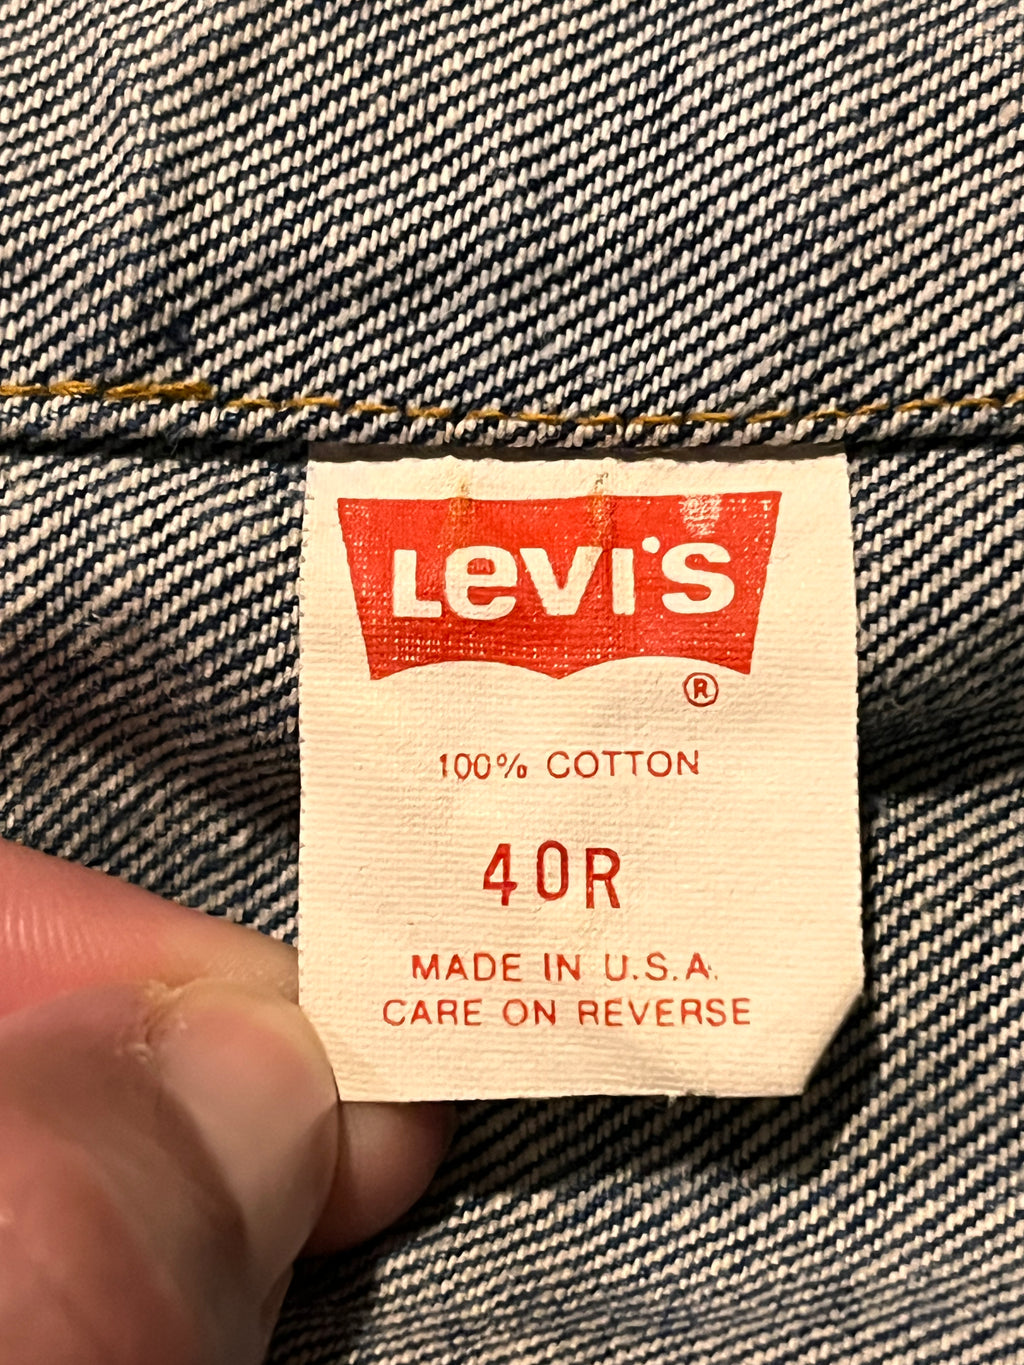 LEVI'S
®
100% COTTON
40R
MADE IN U.S.A.
CARE ON REVERSE